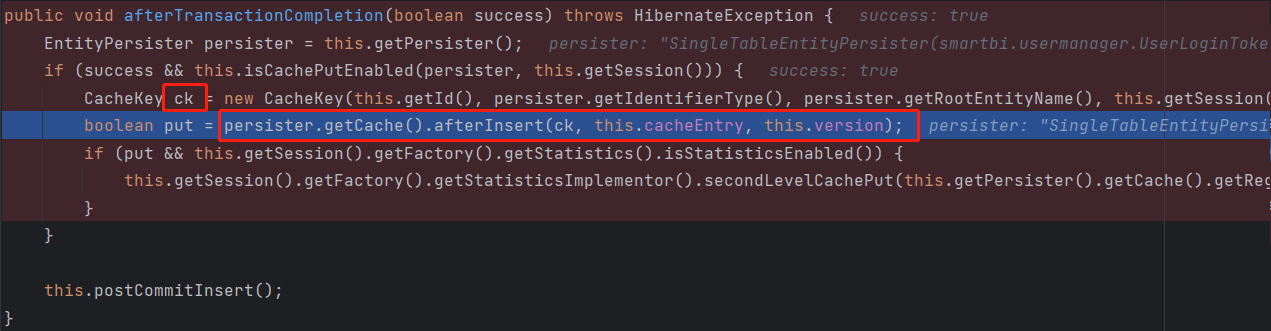 public void afterTransactionCompletion(boolean success) throws HibernateException {   success: true
    EntityPersister persister = this.getPersister();   persister: "SingleTableEntityPersister(smartbi.usermanager.UserLoginToke
    if (success && this.isCachePutEnabled(persister, this.getSession())) {   success: true
        CacheKey ck = new CacheKey(this.getId(), persister.getIdentifierType(), persister.getRootEntityName(), this.getSession(
        boolean put = persister.getCache().afterInsert(ck, this.cacheEntry, this.version);   persister: "SingleTableEntityPersi
        if (put && this.getSession().getFactory().getStatistics().isStatisticsEnabled()) {
            this.getSession().getFactory().getStatisticsImplementor().secondLevelCachePut(this.getPersister().getCache().getReg
        }
    }
    this.postCommitInsert();
}